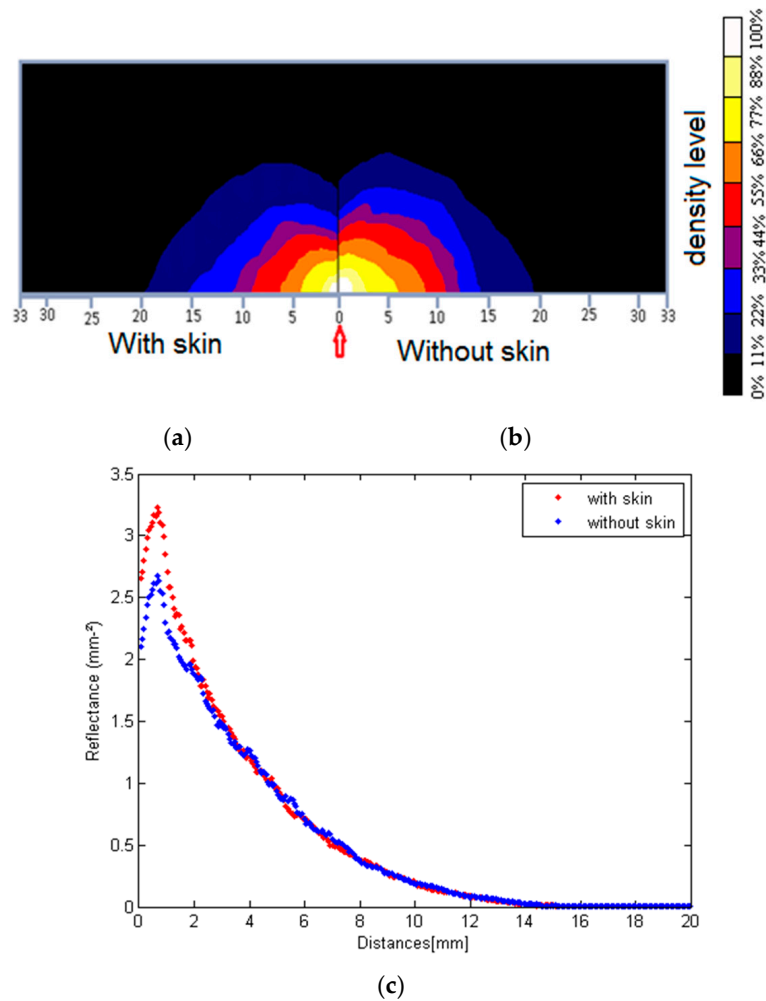 0% 11% 22% 33% 44% 55% 66% 77% 88% 100%
density level
33 30 25 20 15 10 5 0 5 10 15 20 25 30 33
With skin
Without skin
(a)
(b)
3.5
3
2.5
2
1.5
1
0.5
0
Reflectance (mm-²)
with skin
without skin
0 2 4 6 8 10 12 14 16 18 20
Distances[mm]
(c)